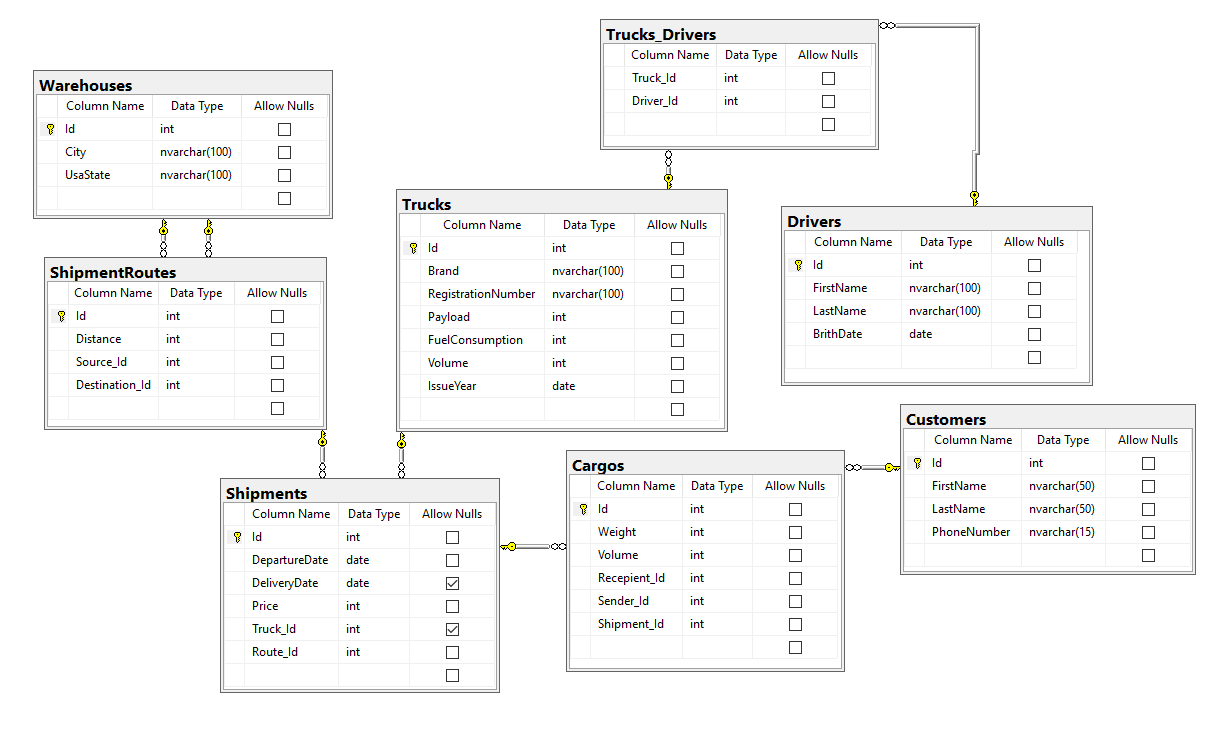 Trucks_Drivers
Column Name Data Type Allow Nulls
Truck_Id int
Driver_Id int
Warehouses
Column Name Data Type Allow Nulls
Id int
City nvarchar(100)
UsaState nvarchar(100)
Trucks
Column Name Data Type Allow Nulls
Id int
Brand nvarchar(100)
RegistrationNumber nvarchar(100)
Payload int
FuelConsumption int
Volume int
IssueYear date
Drivers
Column Name Data Type Allow Nulls
Id int
FirstName nvarchar(100)
LastName nvarchar(100)
BrithDate date
ShipmentRoutes
Column Name Data Type Allow Nulls
Id int
Distance int
Source_Id int
Destination_Id int
Customers
Column Name Data Type Allow Nulls
Id int
FirstName nvarchar(50)
LastName nvarchar(50)
PhoneNumber nvarchar(15)
Cargos
Column Name Data Type Allow Nulls
Id int
Weight int
Volume int
Recepient_Id int
Sender_Id int
Shipment_Id int
Shipments
Column Name Data Type Allow Nulls
Id int
DepartureDate date
DeliveryDate date
Price int
Truck_Id int
Route_Id int